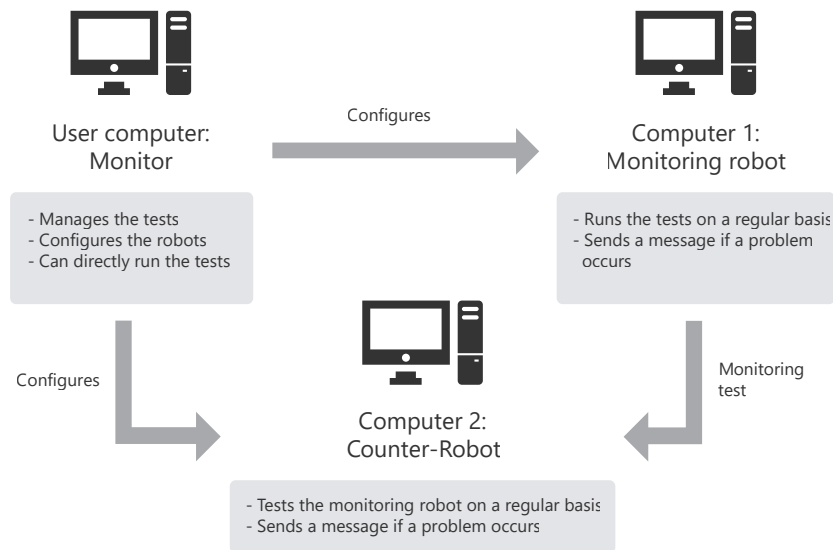 User computer:
Monitor
Configures
Computer 1:
Monitoring robot
- Manages the tests
- Configures the robots
- Can directly run the tests
- Runs the tests on a regular basis
- Sends a message if a problem
occurs
Configures
Monitoring
test
Computer 2:
Counter-Robot
- Tests the monitoring robot on a regular basis
- Sends a message if a problem occurs